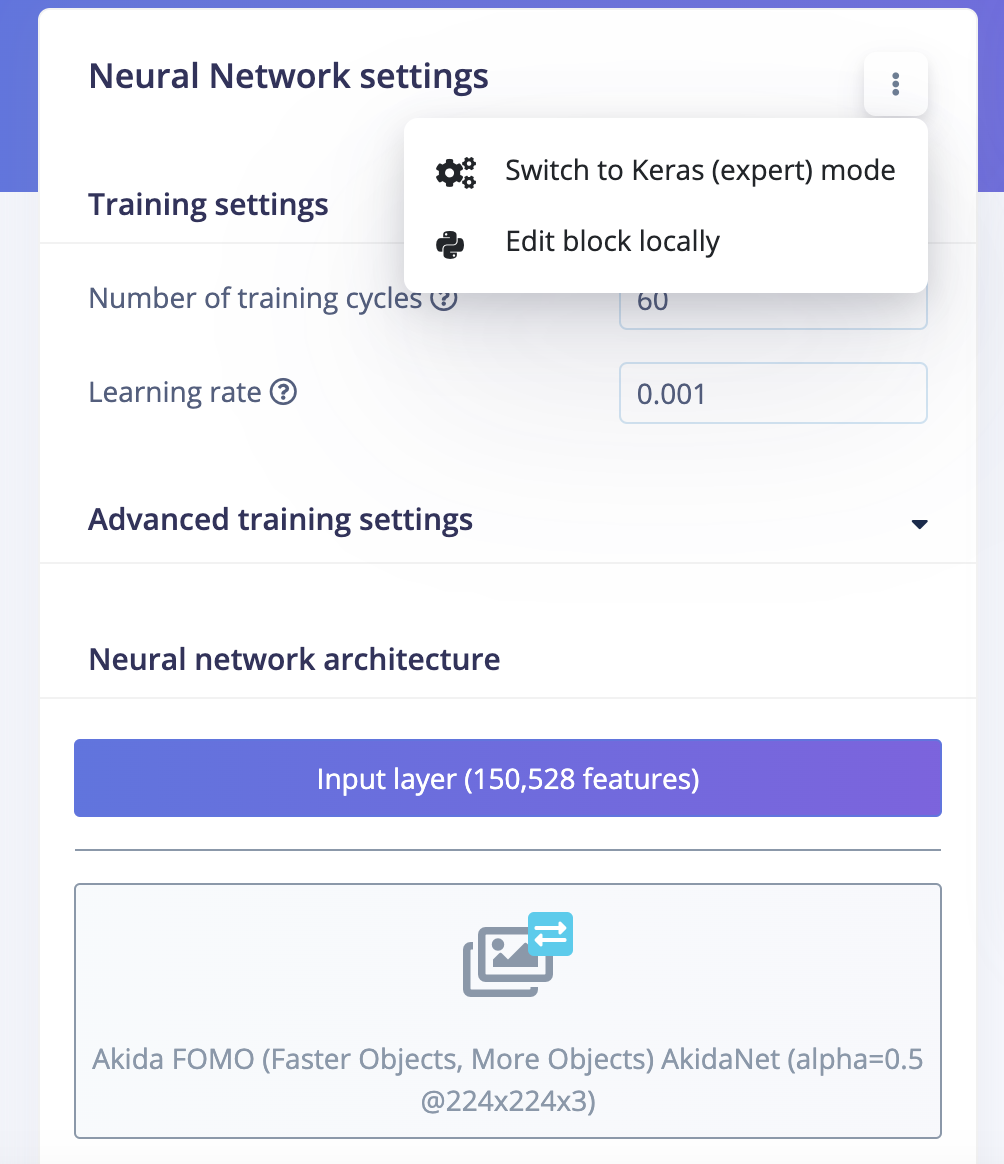 Neural Network settings
Switch to Keras (expert) mode
Edit block locally
Training settings
Number of training cycles
60
Learning rate
0.001
Advanced training settings
Neural network architecture
Input layer (150,528 features)
Akida FOMO (Faster Objects, More Objects) AkidaNet (alpha=0.5
@224x224x3)